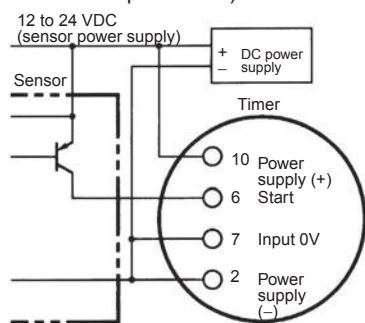 12 to 24 VDC
(sensor power supply)
+ DC power
− supply
Sensor
Timer
10 Power
supply (+)
6 Start
7 Input 0V
2 Power
supply
(−)